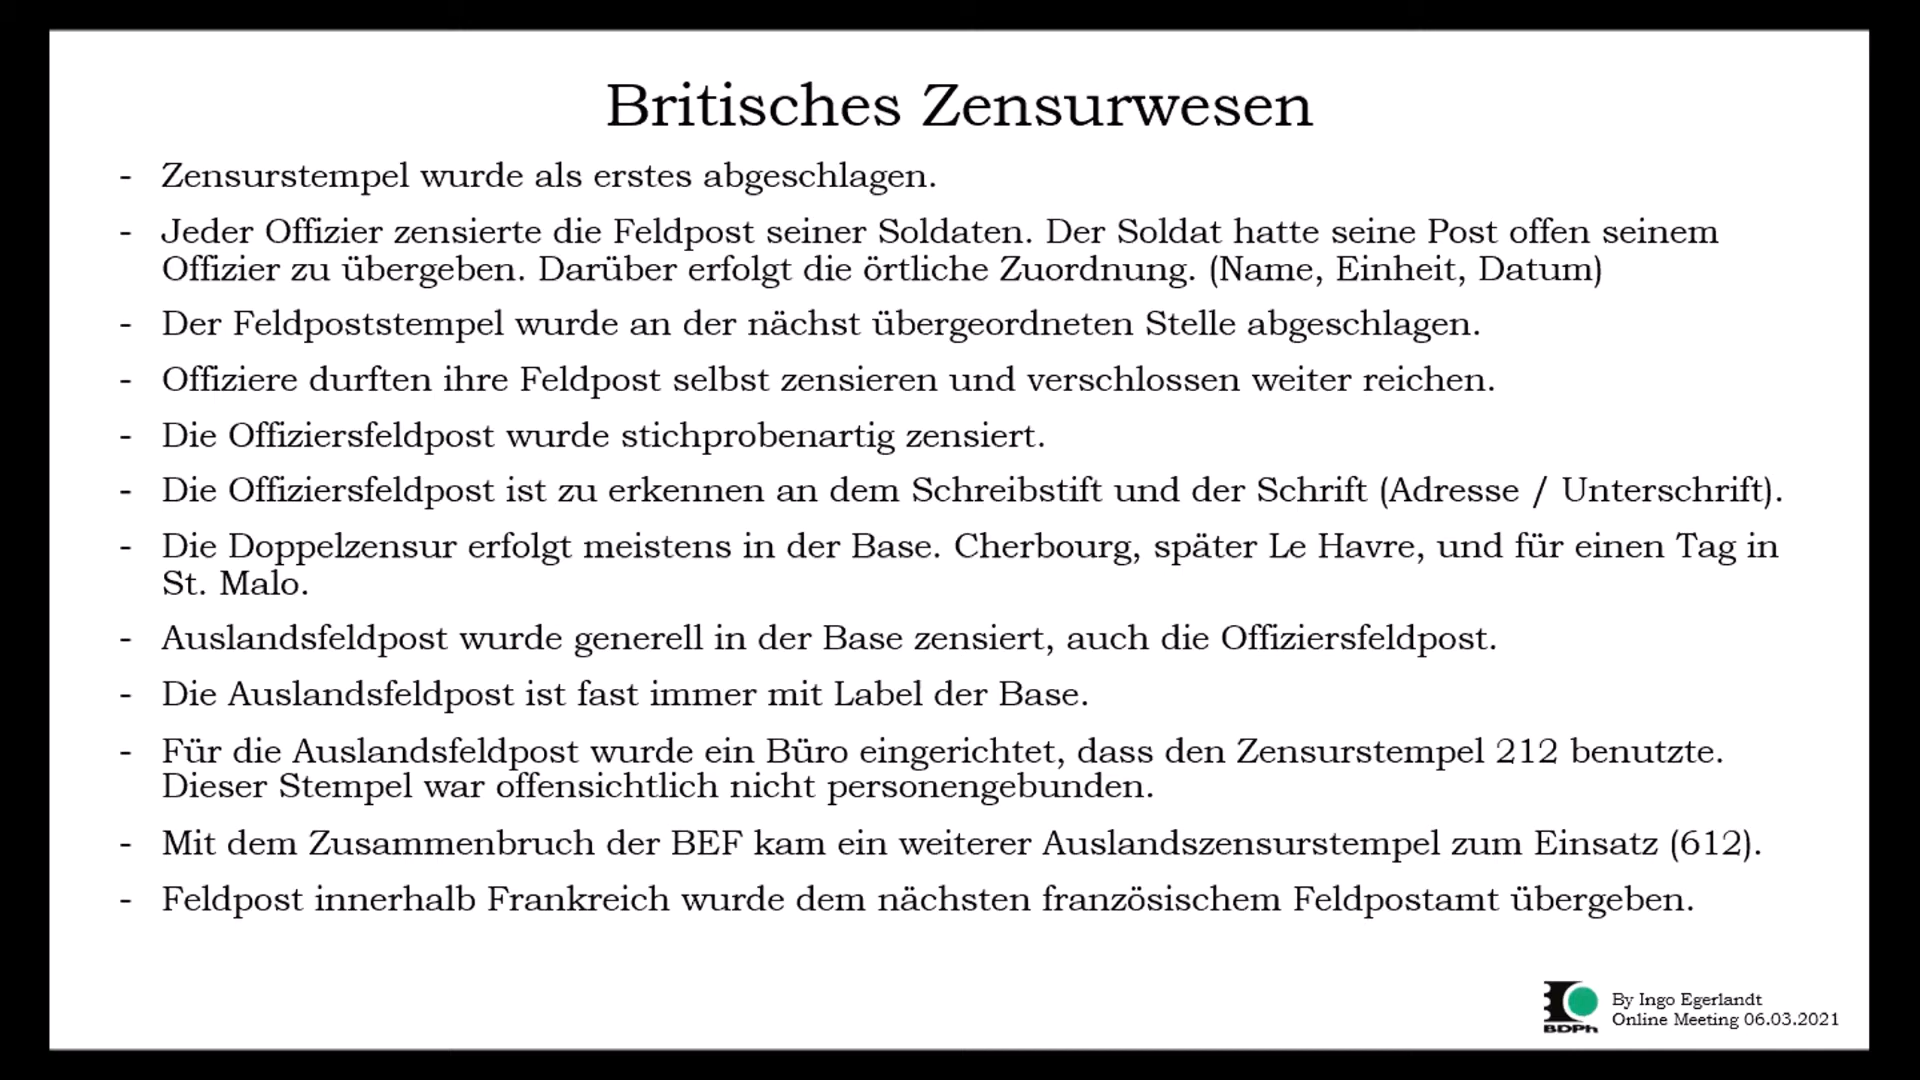 Britisches Zensurwesen
- Zensurstempel wurde als erstes abgeschlagen.
- Jeder Offizier zensierte die Feldpost seiner Soldaten. Der Soldat hatte seine Post offen seinem
Offizier zu übergeben. Darüber erfolgt die örtliche Zuordnung. (Name, Einheit, Datum)
- Der Feldpoststempel wurde an der nächst übergeordneten Stelle abgeschlagen.
- Offiziere durften ihre Feldpost selbst zensieren und verschlossen weiter reichen.
- Die Offiziersfeldpost wurde stichprobenartig zensiert.
- Die Offiziersfeldpost ist zu erkennen an dem Schreibstift und der Schrift (Adresse / Unterschrift).
- Die Doppelzensur erfolgt meistens in der Base. Cherbourg, später Le Havre, und für einen Tag in
St. Malo.
- Auslandsfeldpost wurde generell in der Base zensiert, auch die Offiziersfeldpost.
- Die Auslandsfeldpost ist fast immer mit Label der Base.
- Für die Auslandsfeldpost wurde ein Büro eingerichtet, dass den Zensurstempel 212 benutzte.
Dieser Stempel war offensichtlich nicht personengebunden.
- Mit dem Zusammenbruch der BEF kam ein weiterer Auslandszensurstempel zum Einsatz (612).
- Feldpost innerhalb Frankreich wurde dem nächsten französischem Feldpostamt übergeben.
By Ingo Egerlandt
BDPh Online Meeting 06.03.2021